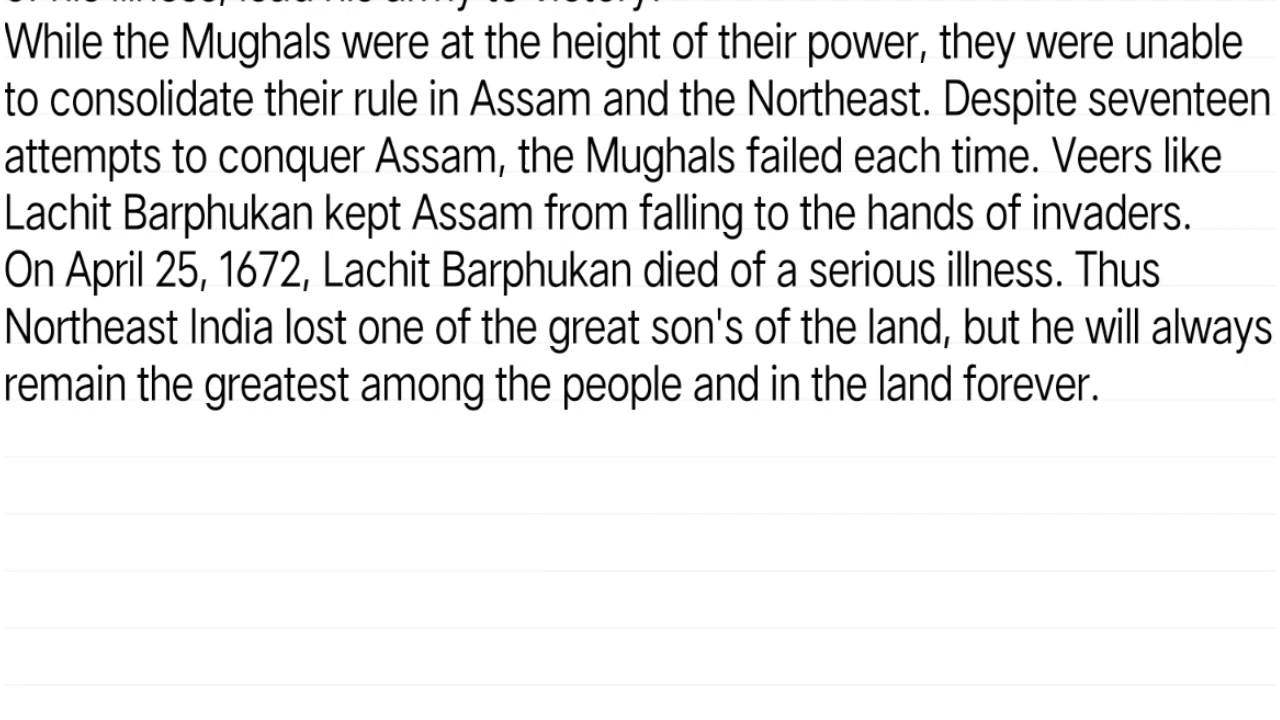 While the Mughals were at the height of their power, they were unable
to consolidate their rule in Assam and the Northeast. Despite seventeen
attempts to conquer Assam, the Mughals failed each time. Veers like
Lachit Barphukan kept Assam from falling to the hands of invaders.
On April 25, 1672, Lachit Barphukan died of a serious illness. Thus
Northeast India lost one of the great son's of the land, but he will always
remain the greatest among the people and in the land forever.